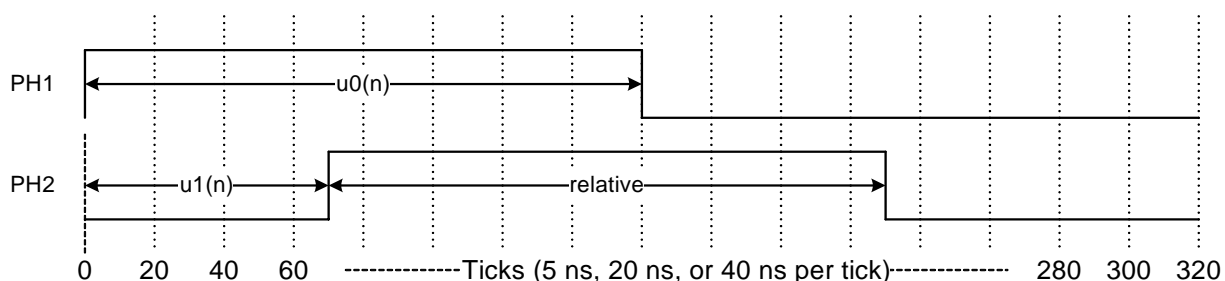 PH1
u0(n)
PH2
u1(n)
relative
0 20 40 60 Ticks (5 ns, 20 ns, or 40 ns per tick) 280 300 320